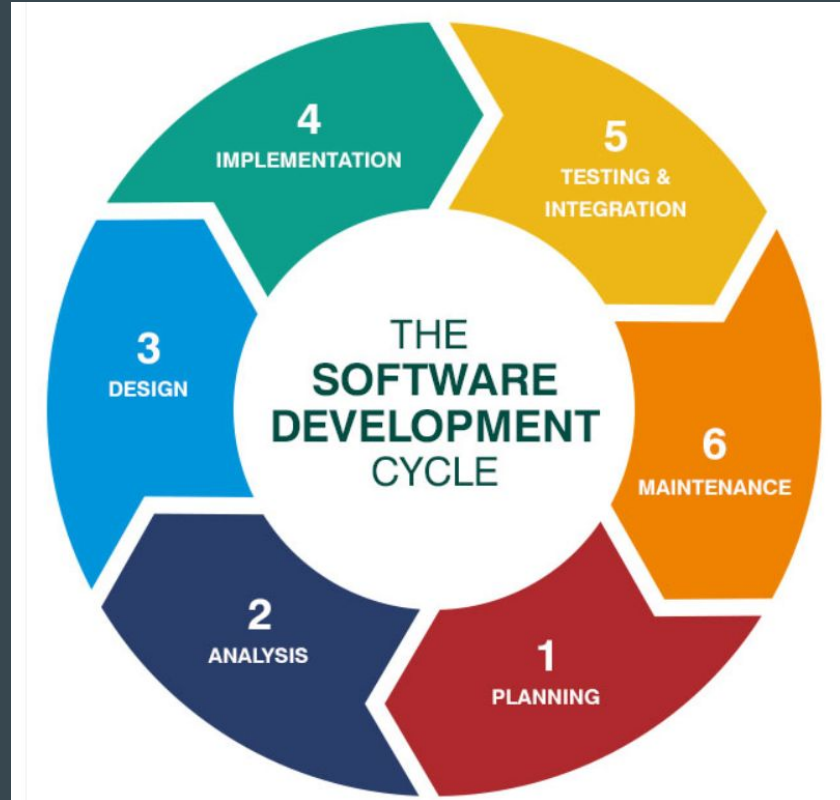 THE
SOFTWARE
DEVELOPMENT
CYCLE
1
PLANNING
2
ANALYSIS
3
DESIGN
4
IMPLEMENTATION
5
TESTING &
INTEGRATION
6
MAINTENANCE